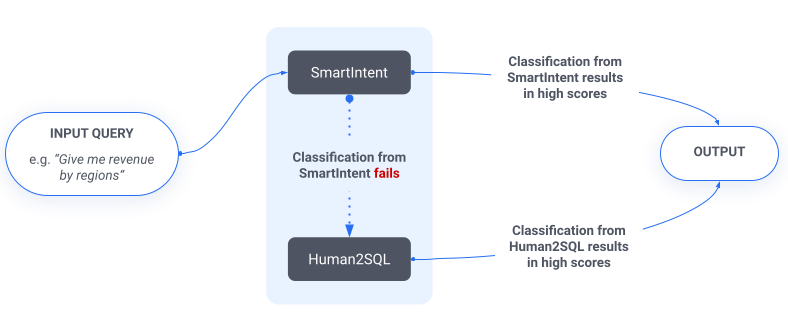 INPUT QUERY
e.g. “Give me revenue
by regions“
SmartIntent
Classification from
SmartIntent fails
Human2SQL
Classification from
SmartIntent results
in high scores
Classification from
Human2SQL results
in high scores
OUTPUT